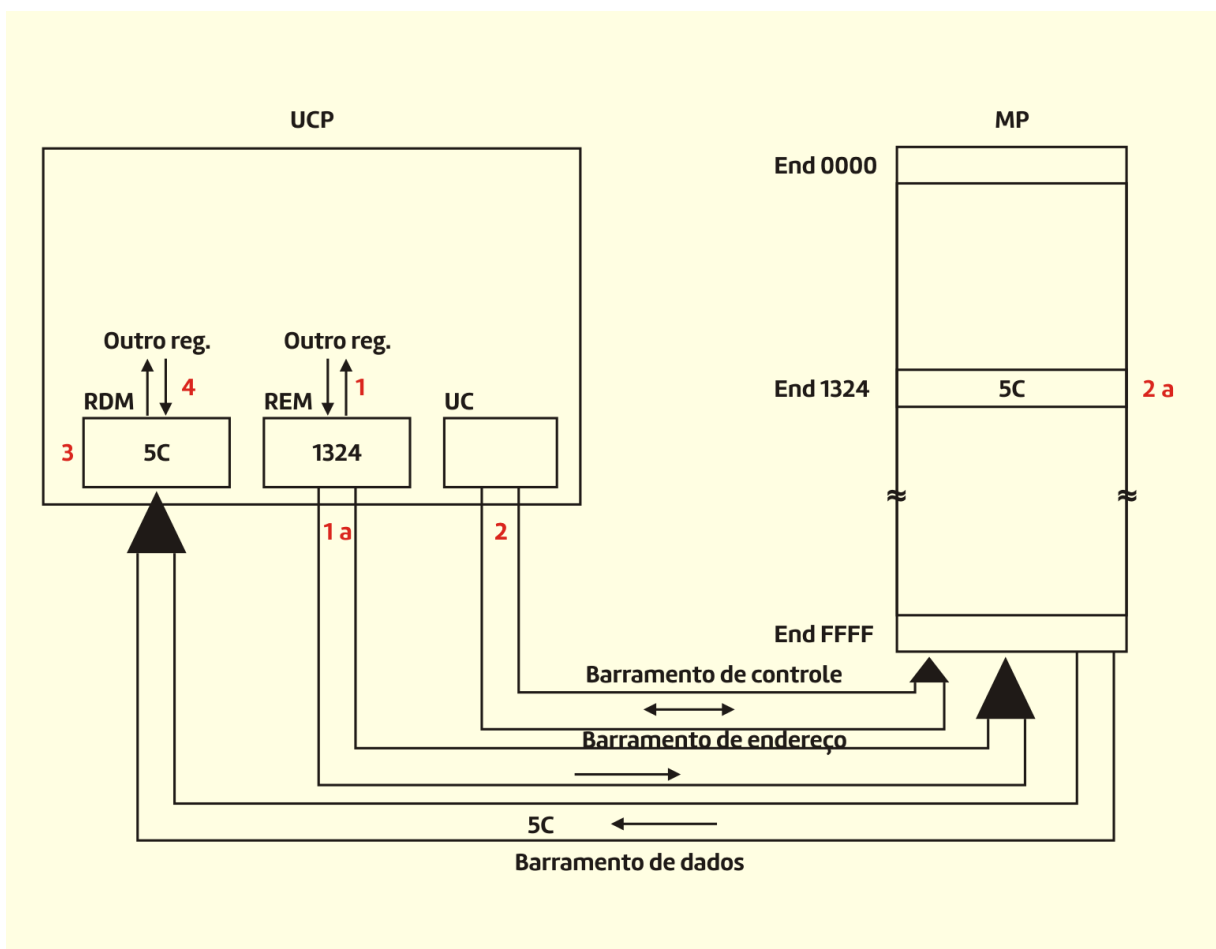 UCP
MP
End 0000
Outro reg.
Outro reg.
4
1
End 1324
5C
2 a
RDM
REM
UC
3
5C
1324
1 a
2
End FFFF
Barramento de controle
Barramento de endereço
5C
Barramento de dados